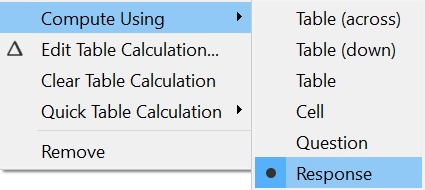 Compute Using
Edit Table Calculation...
Clear Table Calculation
Quick Table Calculation
Remove
Table (across)
Table (down)
Table
Cell
Question
Response